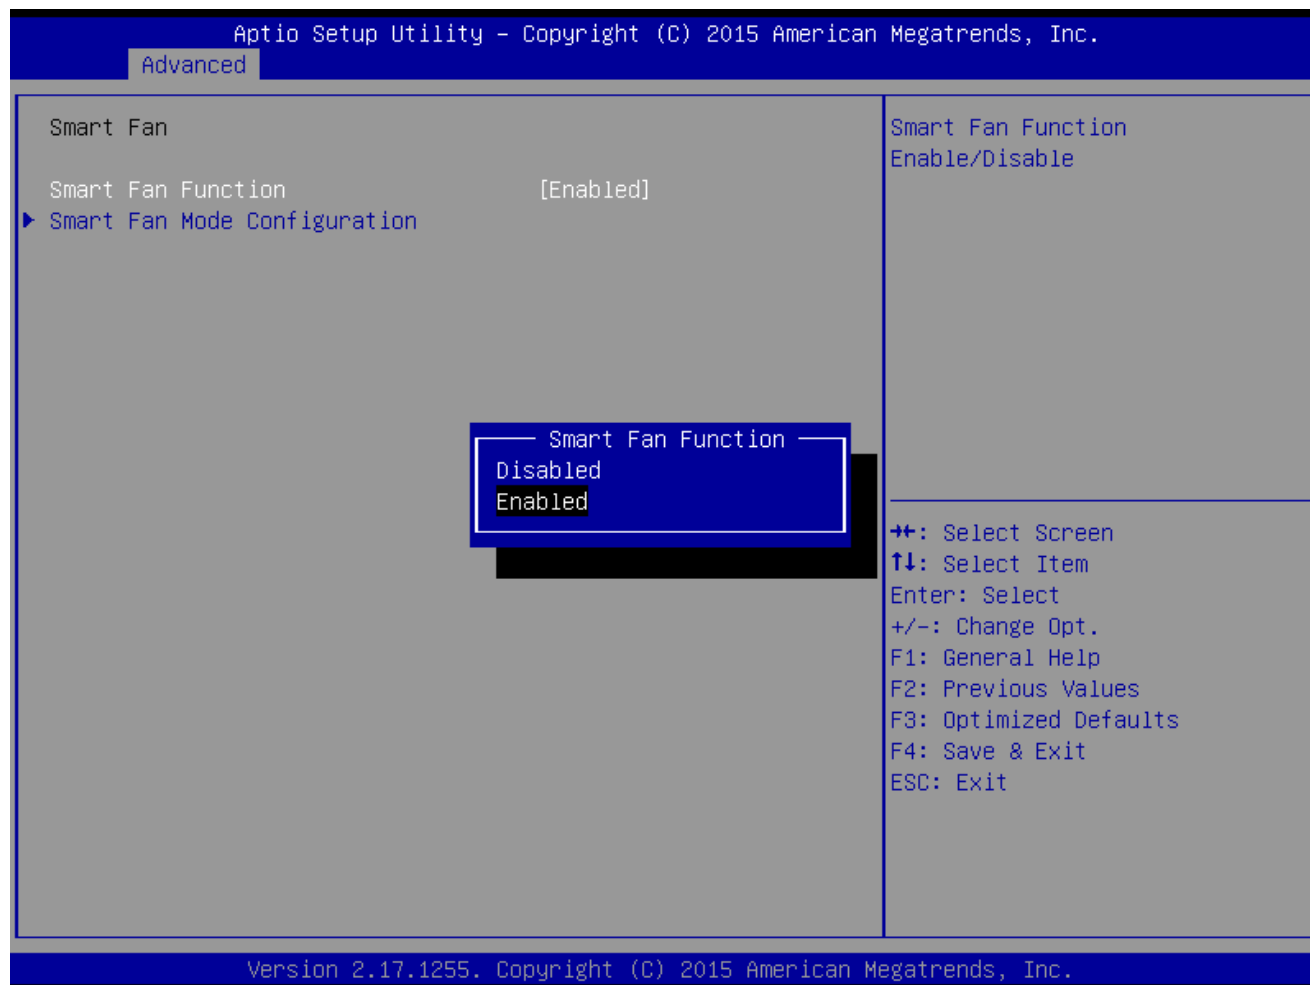 Aptio Setup Utility – Copyright (C) 2015 American Megatrends, Inc.
Advanced
Smart Fan
Smart Fan Function [Enabled]
Smart Fan Mode Configuration
Smart Fan Function
Disabled
Enabled
Smart Fan Function
Enable/Disable
→←: Select Screen
↑↓: Select Item
Enter: Select
+/-: Change Opt.
F1: General Help
F2: Previous Values
F3: Optimized Defaults
F4: Save & Exit
ESC: Exit
Version 2.17.1255. Copyright (C) 2015 American Megatrends, Inc.